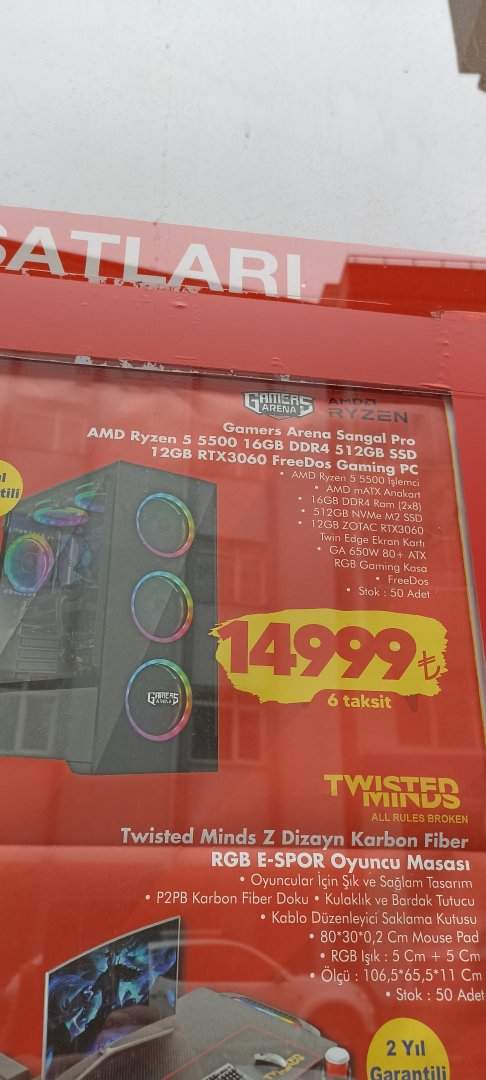 SATLARI
GAMERS
ARENA
AMD
RYZEN
Gamers Arena Sangal Pro
AMD Ryzen 5 5500 16GB DDR4 512GB SSD
12GB RTX3060 FreeDos Gaming PC
• AMD Ryzen 5 5500 İşlemci
• AMD mATX Anakart
• 16GB DDR4 Ram (2x8)
• 512GB NVMe M2 SSD
• 12GB ZOTAC RTX3060
Twin Edge Ekran Kartı
• GA 650W 80+ ATX
RGB Gaming Kasa
• FreeDos
• Stok : 50 Adet
14999 ₺
6 taksit
GAMERS
ARENA
TWISTED
MINDS
ALL RULES BROKEN
Twisted Minds Z Dizayn Karbon Fiber
RGB E-SPOR Oyuncu Masası
• Oyuncular İçin Şık ve Sağlam Tasarım
• P2PB Karbon Fiber Doku • Kulaklık ve Bardak Tutucu
• Kablo Düzenleyici Saklama Kutusu
• 80*30*0,2 Cm Mouse Pad
• RGB Işık : 5 Cm + 5 Cm
• Ölçü : 106,5*65,5*11 Cm
• Stok : 50 Adet
2 Yıl
Garantili